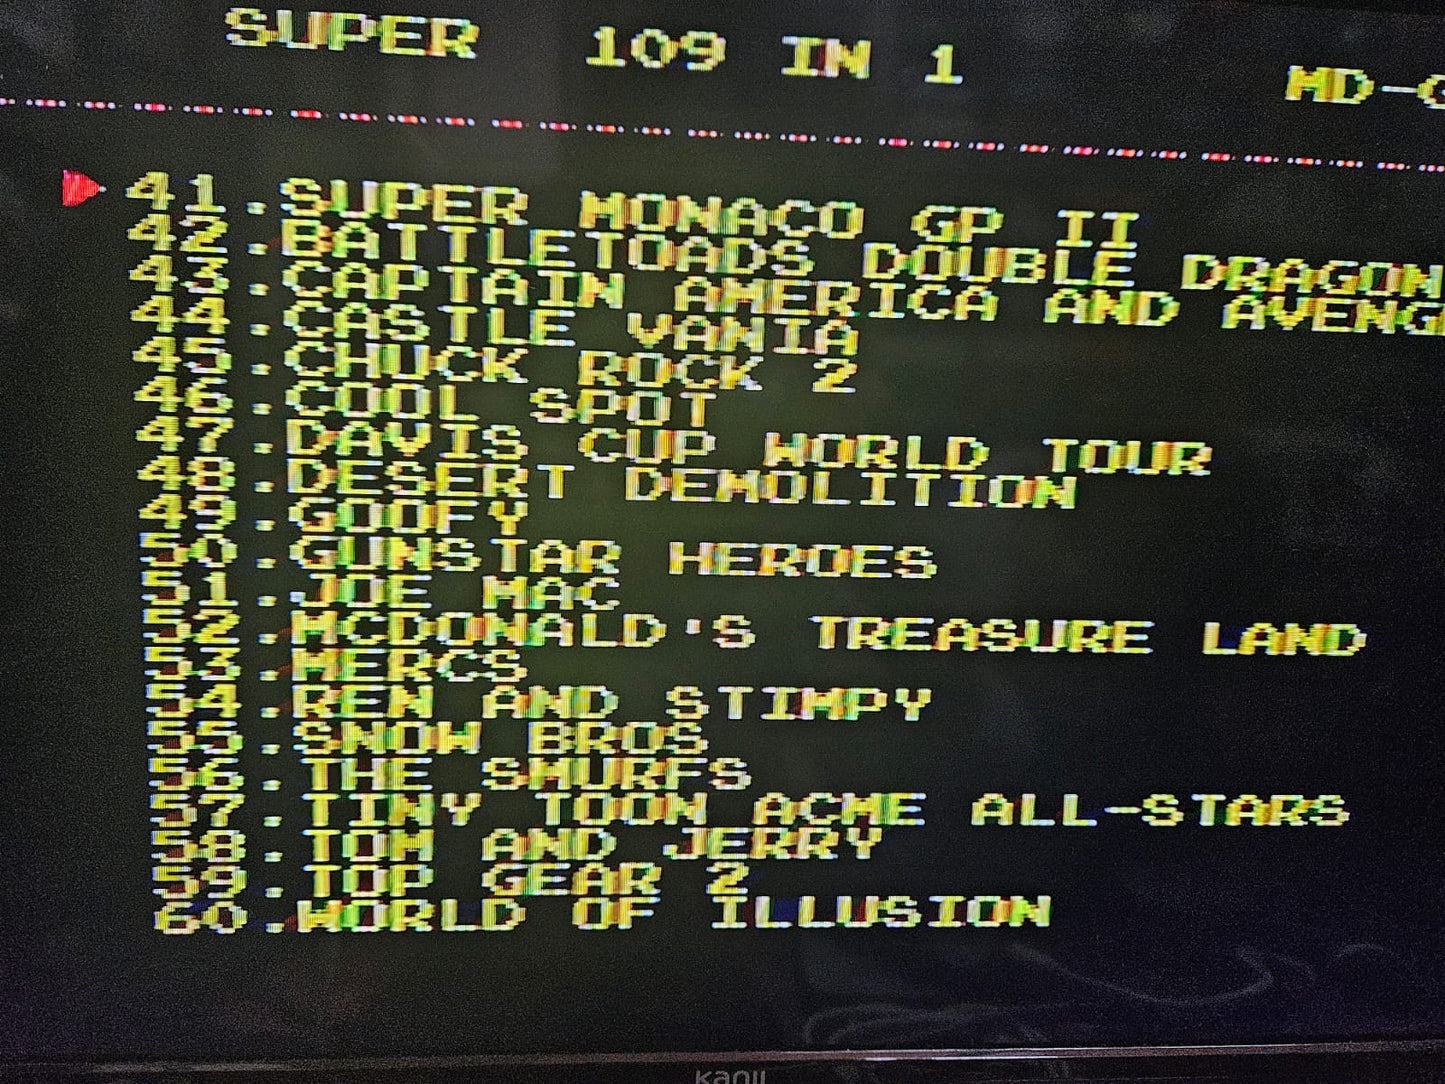 SUPER 109 IN 1
MD-
41.SUPER MONACO GP II
42.BATTLETOADS DOUBLE DRAGON
43.CAPTAIN AMERICA AND AVENG
44.CASTLE VANIA
45.CHUCK ROCK 2
46.COOL SPOT
47.DAVIS CUP WORLD TOUR
48.DESERT DEMOLITION
49.GOOFY
50.GUNSTAR HEROES
51.JOE MAC
52.MCDONALD'S TREASURE LAND
53.MERCS
54.REN AND STIMPY
55.SNOW BROS
56.THE SMURFS
57.TINY TOON ACME ALL-STARS
58.TOM AND JERRY
59.TOP GEAR 2
60.WORLD OF ILLUSION
kanji